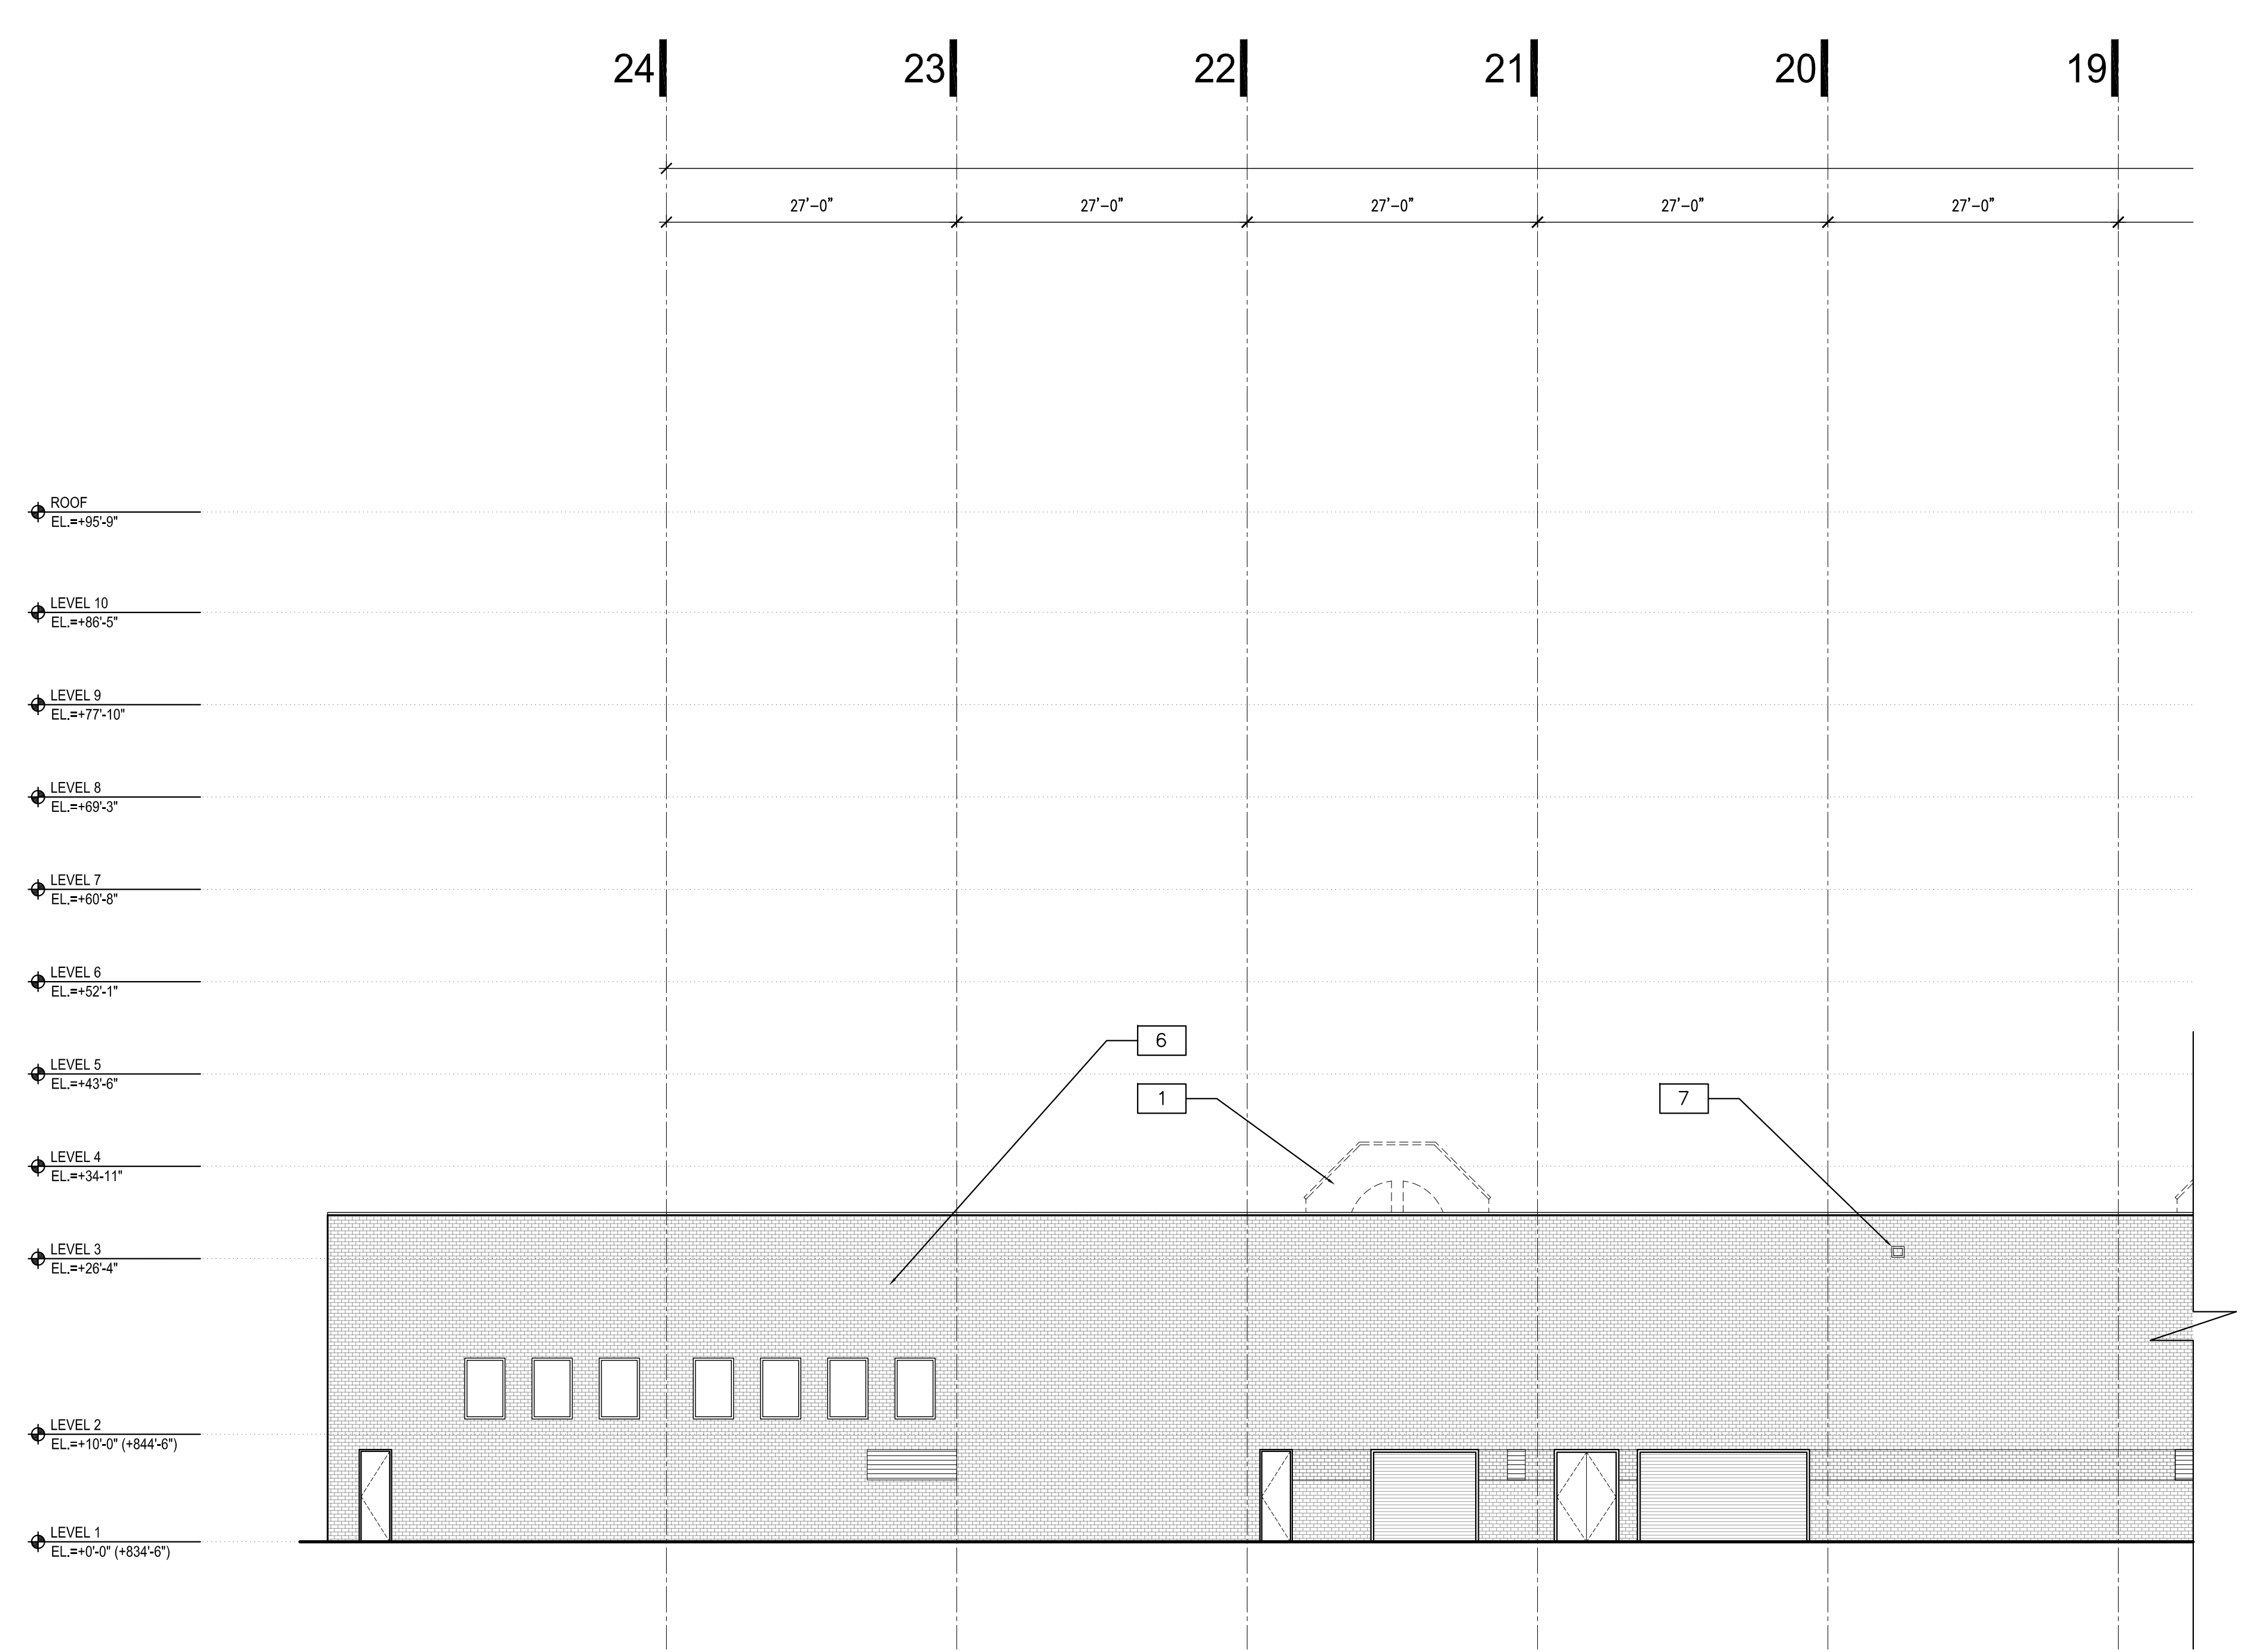 24 23 22 21 20 19
27'-0" 27'-0" 27'-0" 27'-0" 27'-0"
ROOF
EL.=+95'-9"
LEVEL 10
EL.=+86'-5"
LEVEL 9
EL.=+77'-10"
LEVEL 8
EL.=+69'-3"
LEVEL 7
EL.=+60'-8"
LEVEL 6
EL.=+52'-1"
6
LEVEL 5
EL.=+43'-6"
1 7
LEVEL 4
EL.=+34-11"
LEVEL 3
EL.=+26'-4"
LEVEL 2
EL.=+10'-0" (+844'-6")
LEVEL 1
EL.=+0'-0" (+834'-6")